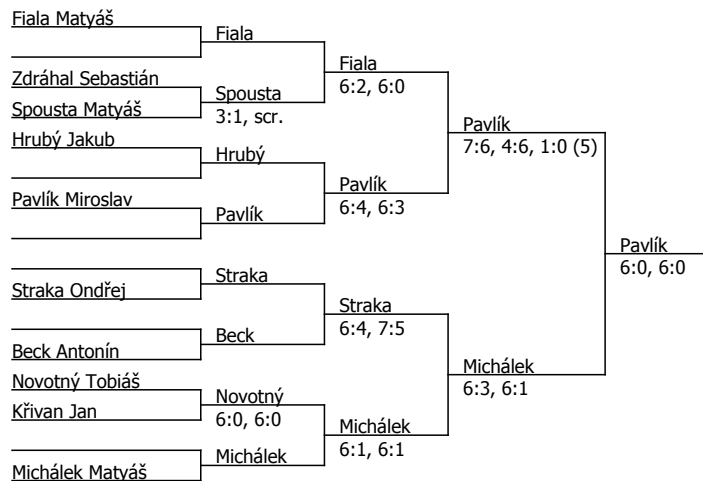 Fiala Matyáš
Zdráhal Sebastián
Spousta Matyáš
Hrubý Jakub
Pavlík Miroslav
Straka Ondřej
Beck Antonín
Novotný Tobiáš
Křivan Jan
Michálek Matyáš
Fiala
Spousta
3:1, scr.
Hrubý
Pavlík
Straka
Beck
Novotný
6:0, 6:0
Michálek
Fiala
6:2, 6:0
Pavlík
6:4, 6:3
Straka
6:4, 7:5
Michálek
6:1, 6:1
Pavlík
7:6, 4:6, 1:0 (5)
Michálek
6:3, 6:1
Pavlík
6:0, 6:0